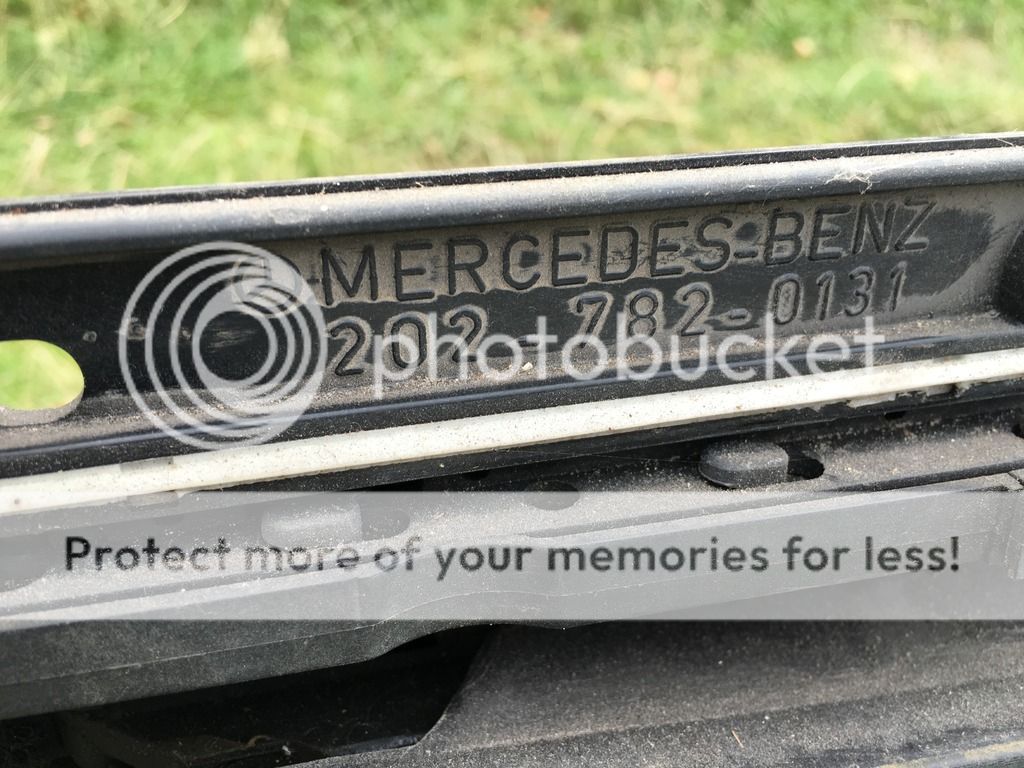 MERCEDES-BENZ
202 - 782-0131
photobucket
Protect more of your memories for less!